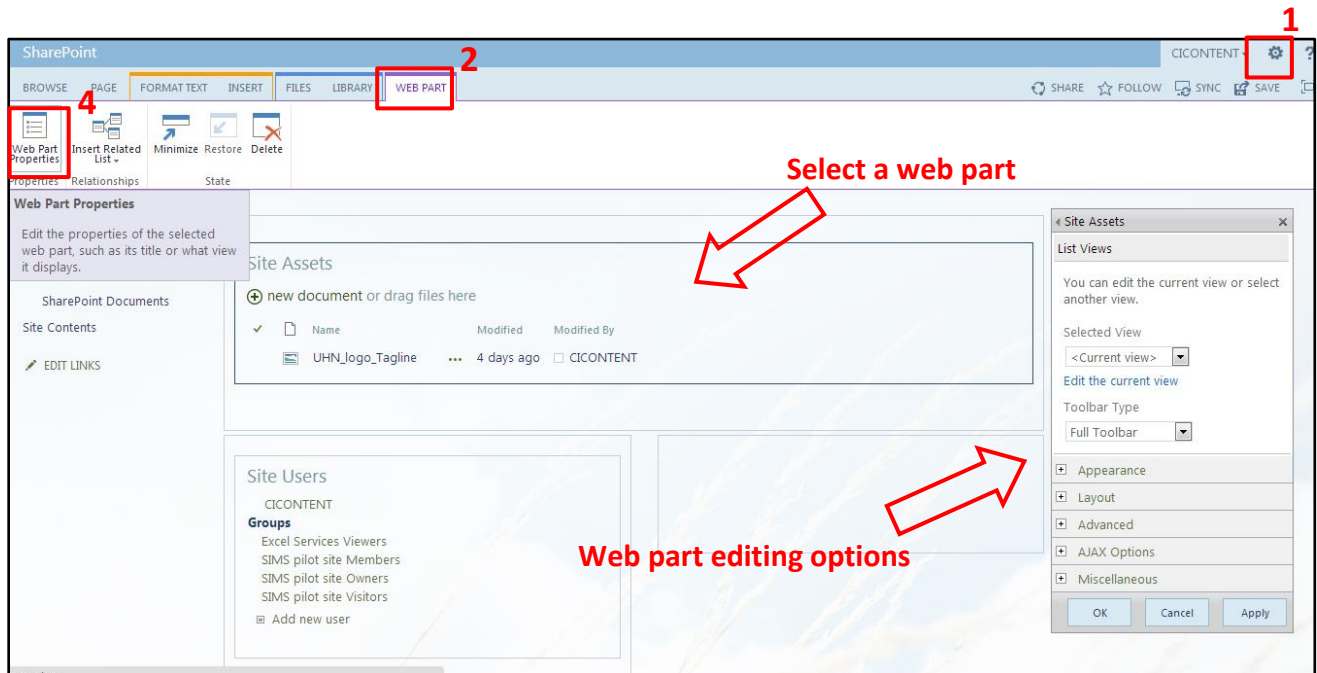 1
SharePoint
2
CICONTENT
?
BROWSE PAGE FORMAT TEXT INSERT FILES LIBRARY WEB PART
SHARE FOLLOW SYNC SAVE
4
Web Part Properties
Insert Related List
Minimize Restore Delete
Properties Relationships State
Select a web part
Web Part Properties
Edit the properties of the selected
web part, such as its title or what view
it displays.
SharePoint Documents
Site Contents
EDIT LINKS
Site Assets
new document or drag files here
Name Modified Modified By
UHN_logo_Tagline ... 4 days ago CICONTENT
Site Users
CICONTENT
Groups
Excel Services Viewers
SIMS pilot site Members
SIMS pilot site Owners
SIMS pilot site Visitors
Add new user
Web part editing options
Site Assets
List Views
You can edit the current view or select
another view.
Selected View
<Current view>
Edit the current view
Toolbar Type
Full Toolbar
Appearance
Layout
Advanced
AJAX Options
Miscellaneous
OK Cancel Apply